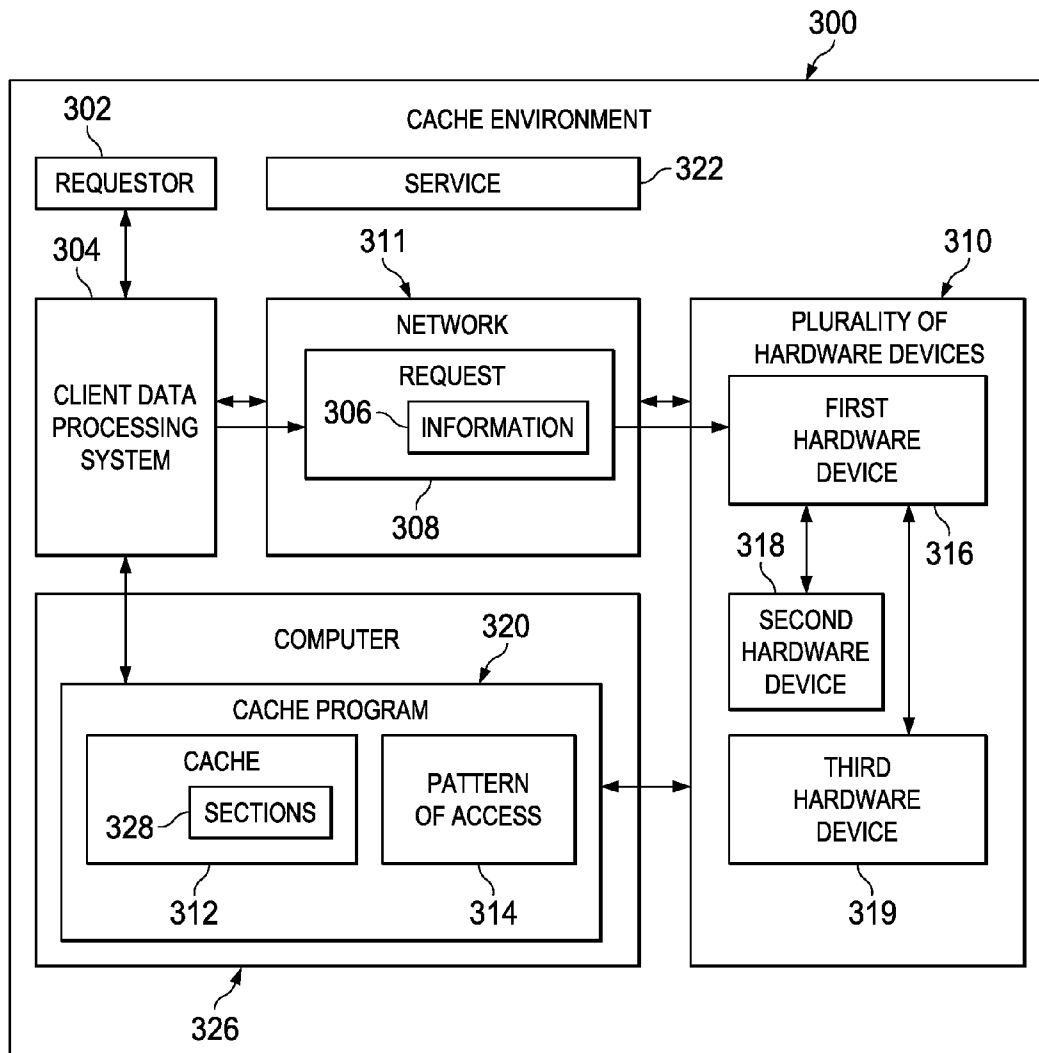 300
CACHE ENVIRONMENT
302
REQUESTOR
SERVICE
322
304
CLIENT DATA
PROCESSING
SYSTEM
311
NETWORK
REQUEST
306
INFORMATION
308
310
PLURALITY OF
HARDWARE DEVICES
FIRST
HARDWARE
DEVICE
316
318
SECOND
HARDWARE
DEVICE
THIRD
HARDWARE
DEVICE
319
COMPUTER
320
CACHE PROGRAM
CACHE
328
SECTIONS
312
PATTERN
OF ACCESS
314
326